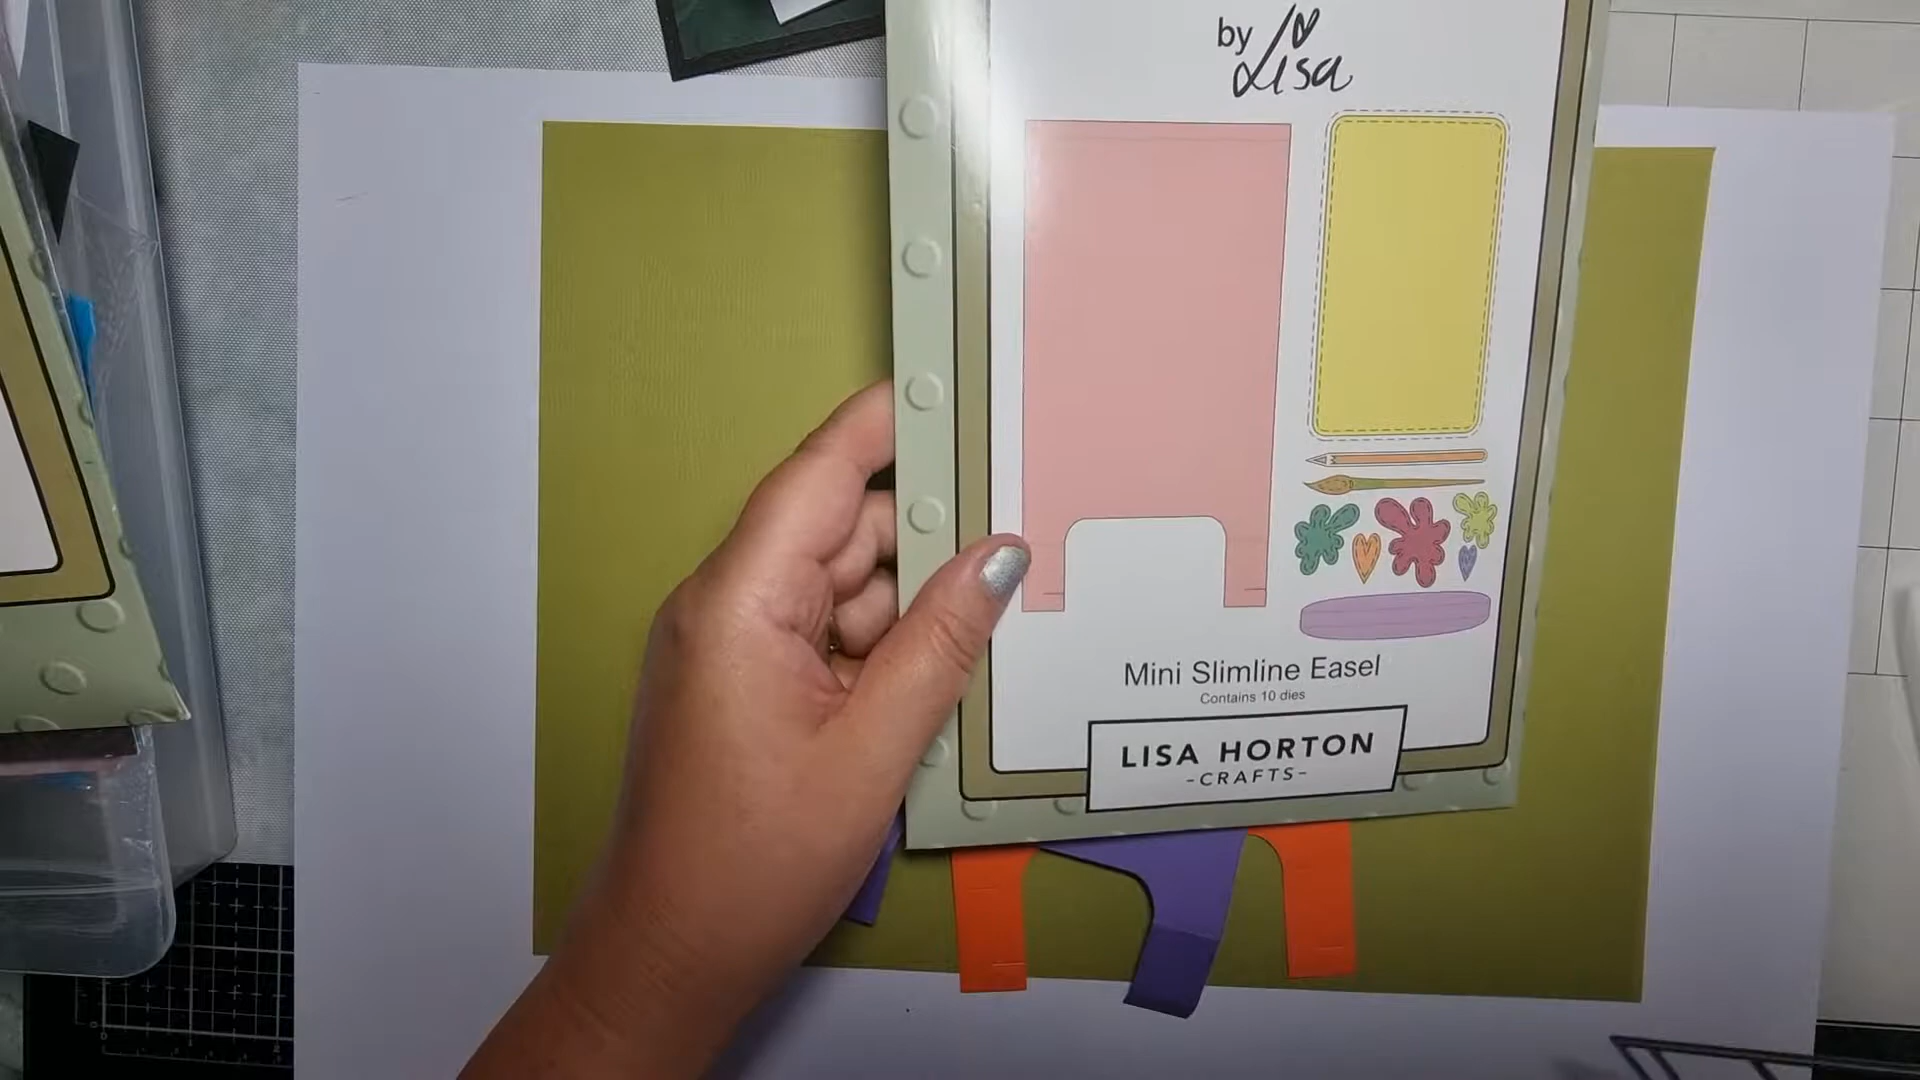 by
Lisa
Mini Slimline Easel
Contains 10 dies
LISA HORTON
-CRAFTS-